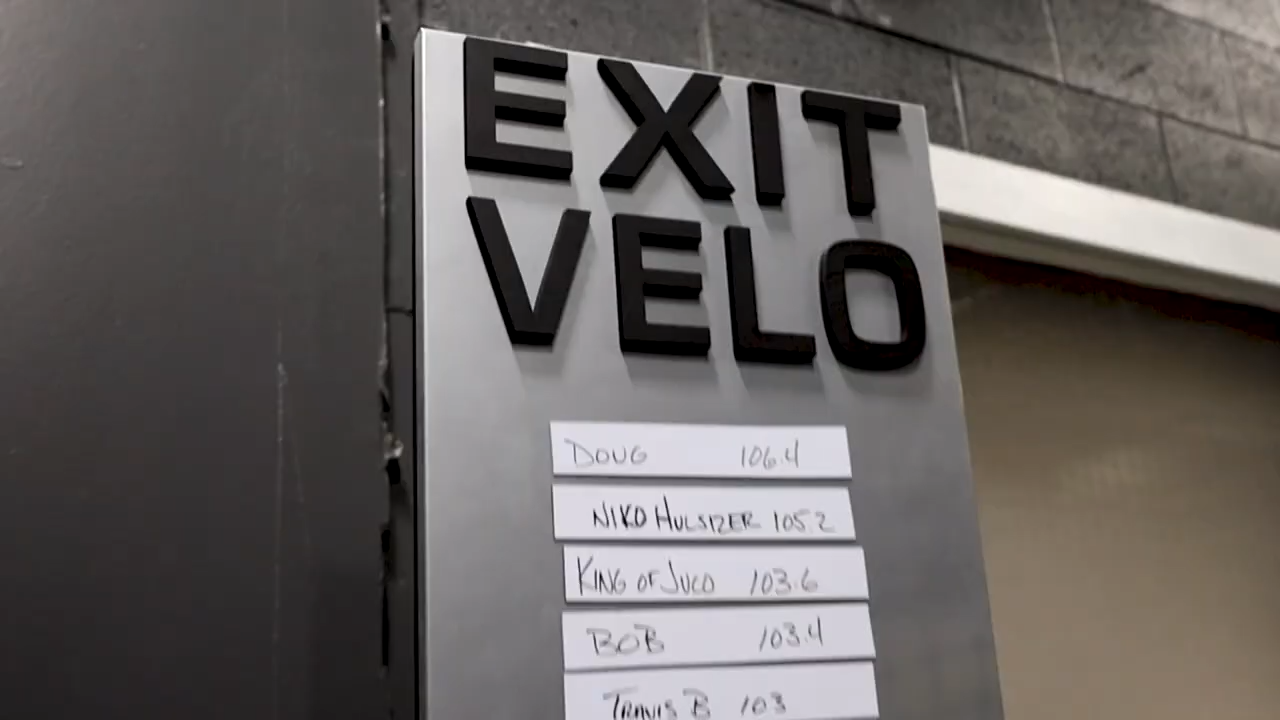 EXIT
VELO
DOUG 106.4
NIKO HULSIZER 105.2
KING OF JUCO 103.6
BOB 103.4
TRAVIS B 103